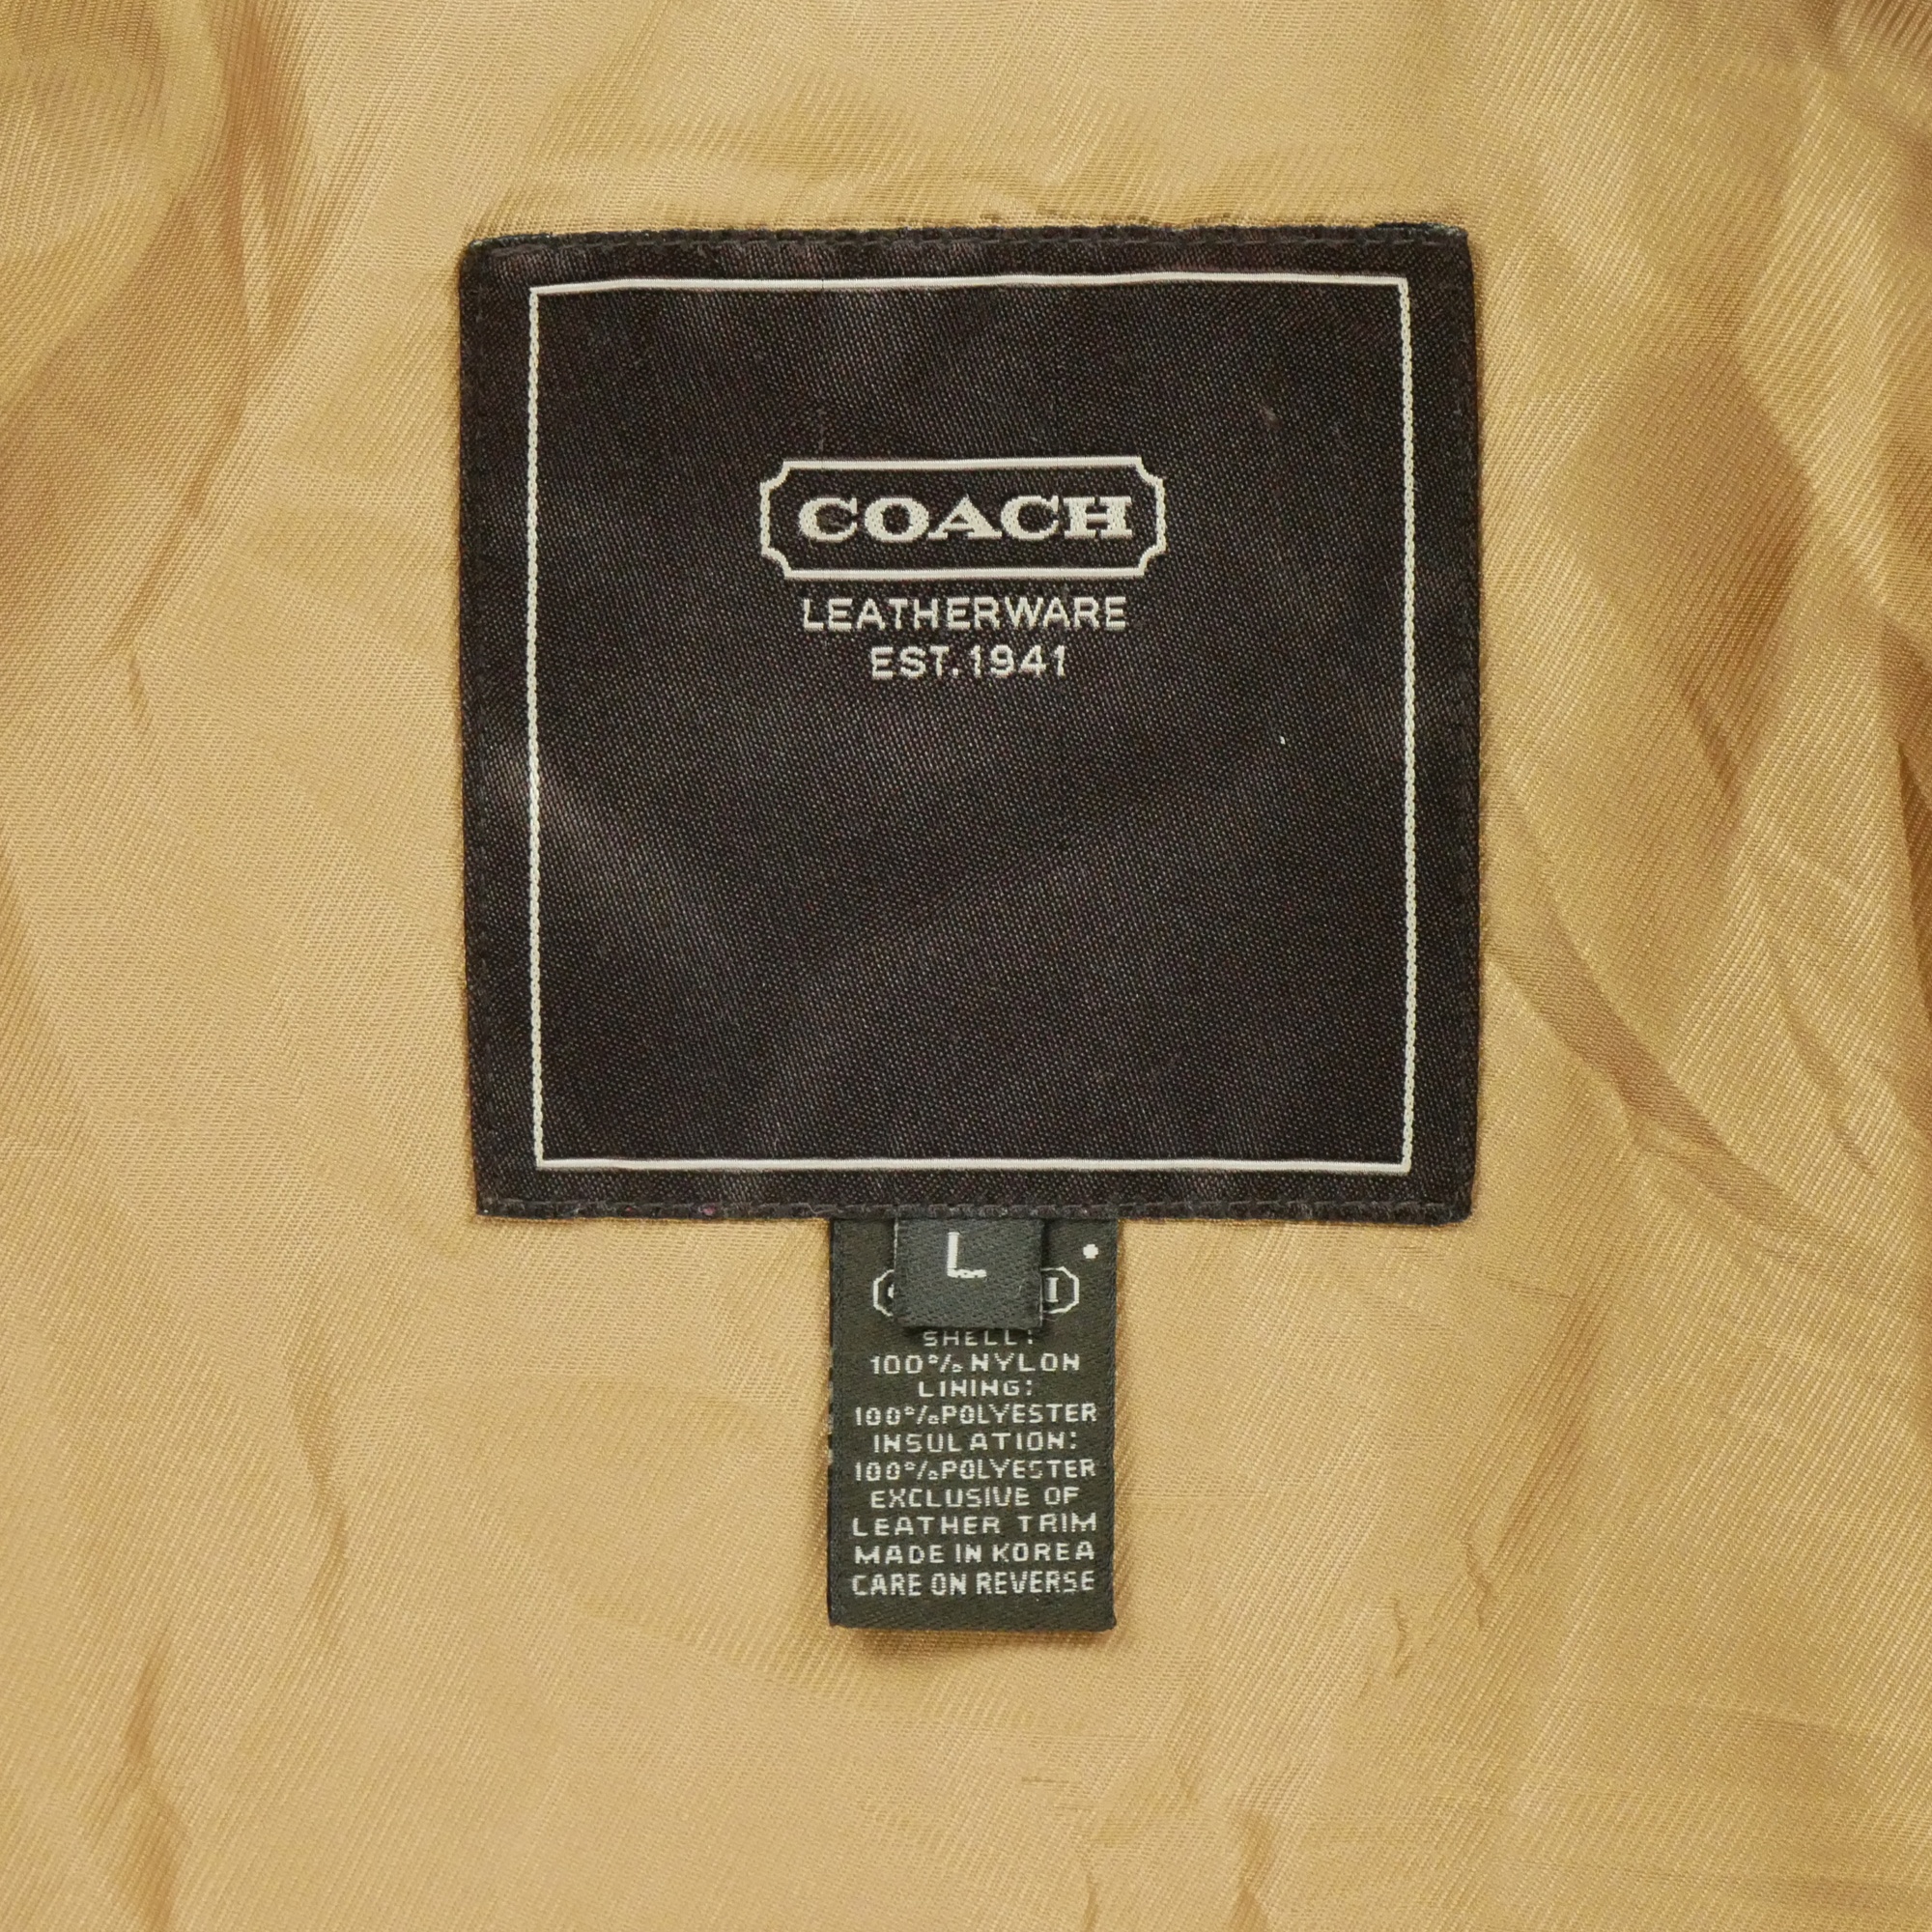 COACH
LEATHERWARE
EST. 1941
L
SHELL:
100% NYLON
LINING:
100% POLYESTER
INSULATION:
100% POLYESTER
EXCLUSIVE OF
LEATHER TRIM
MADE IN KOREA
CARE ON REVERSE